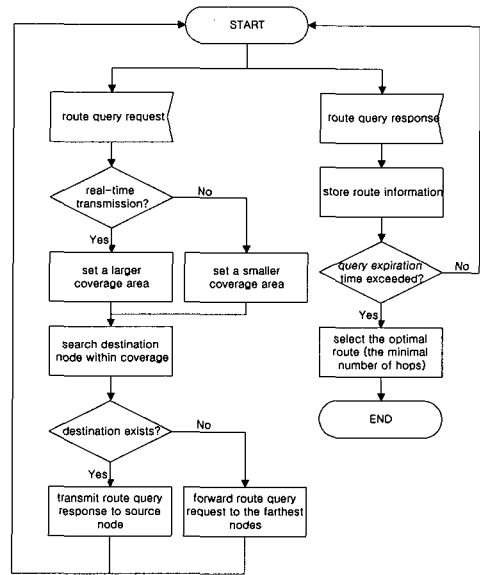 START
route query request
real-time
transmission?
No
Yes
set a larger
coverage area
set a smaller
coverage area
search destination
node within coverage
destination exists?
No
Yes
transmit route query
response to source
node
forward route query
request to the farthest
nodes
route query response
store route information
query expiration
time exceeded?
No
Yes
select the optimal
route (the minimal
number of hops)
END